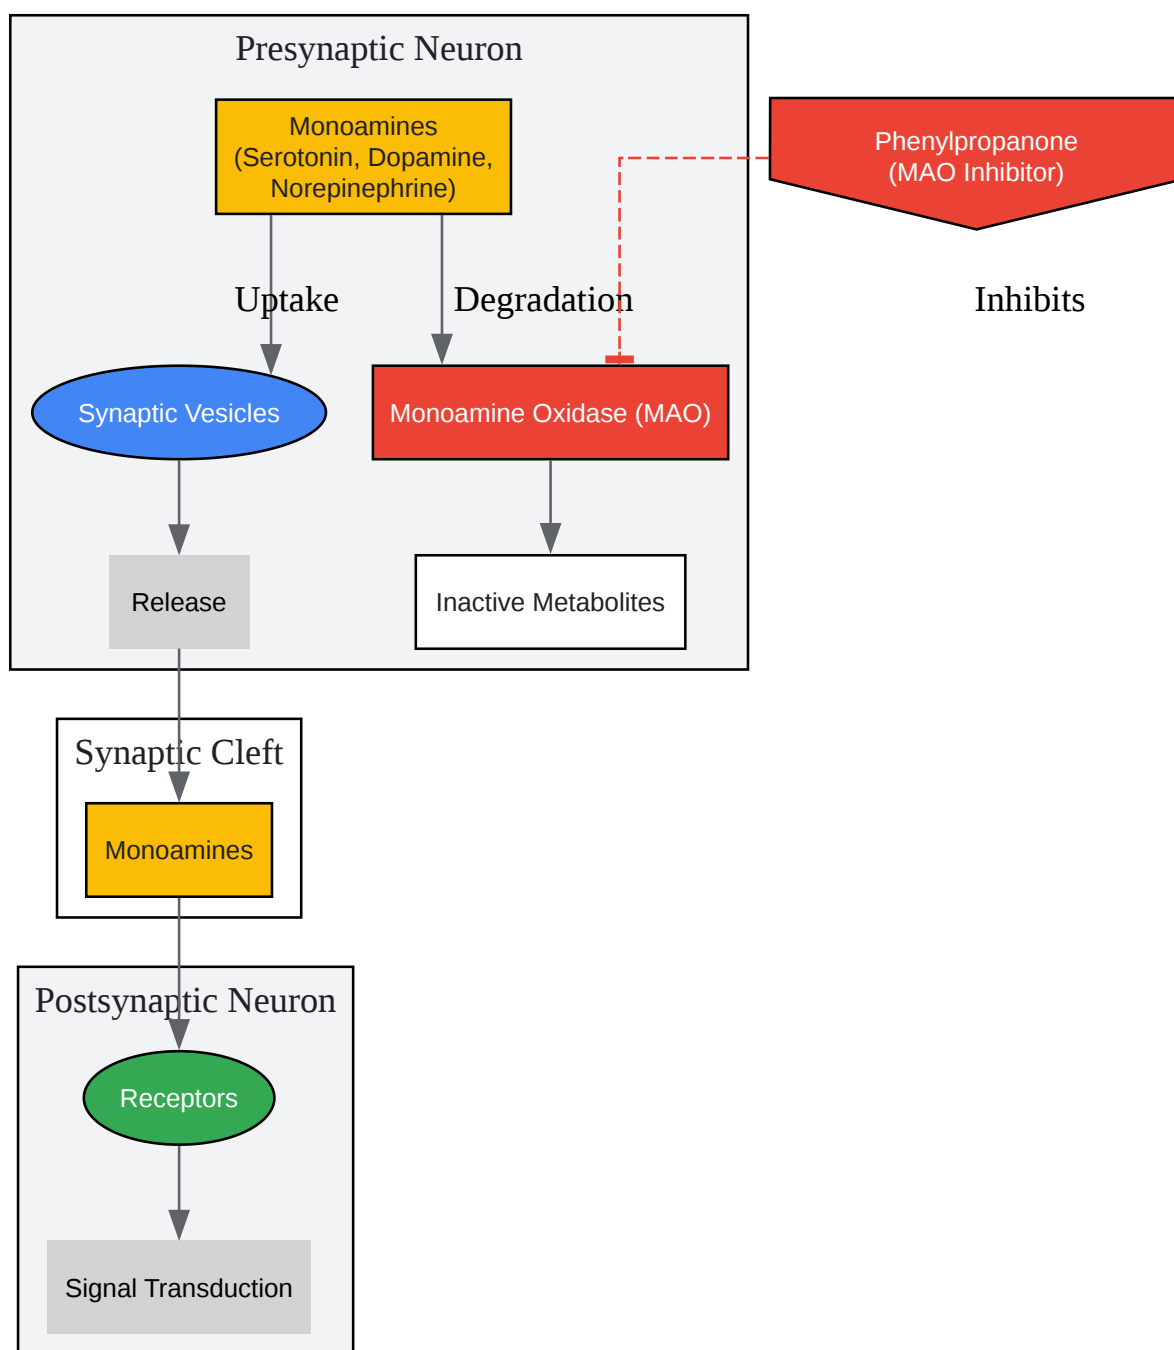 Presynaptic Neuron
Monoamines
(Serotonin, Dopamine,
Norepinephrine)
Phenylpropanone
(MAO Inhibitor)
Uptake
Degradation
Inhibits
Synaptic Vesicles
Monoamine Oxidase (MAO)
Release
Inactive Metabolites
Synaptic Cleft
Monoamines
Postsynaptic Neuron
Receptors
Signal Transduction